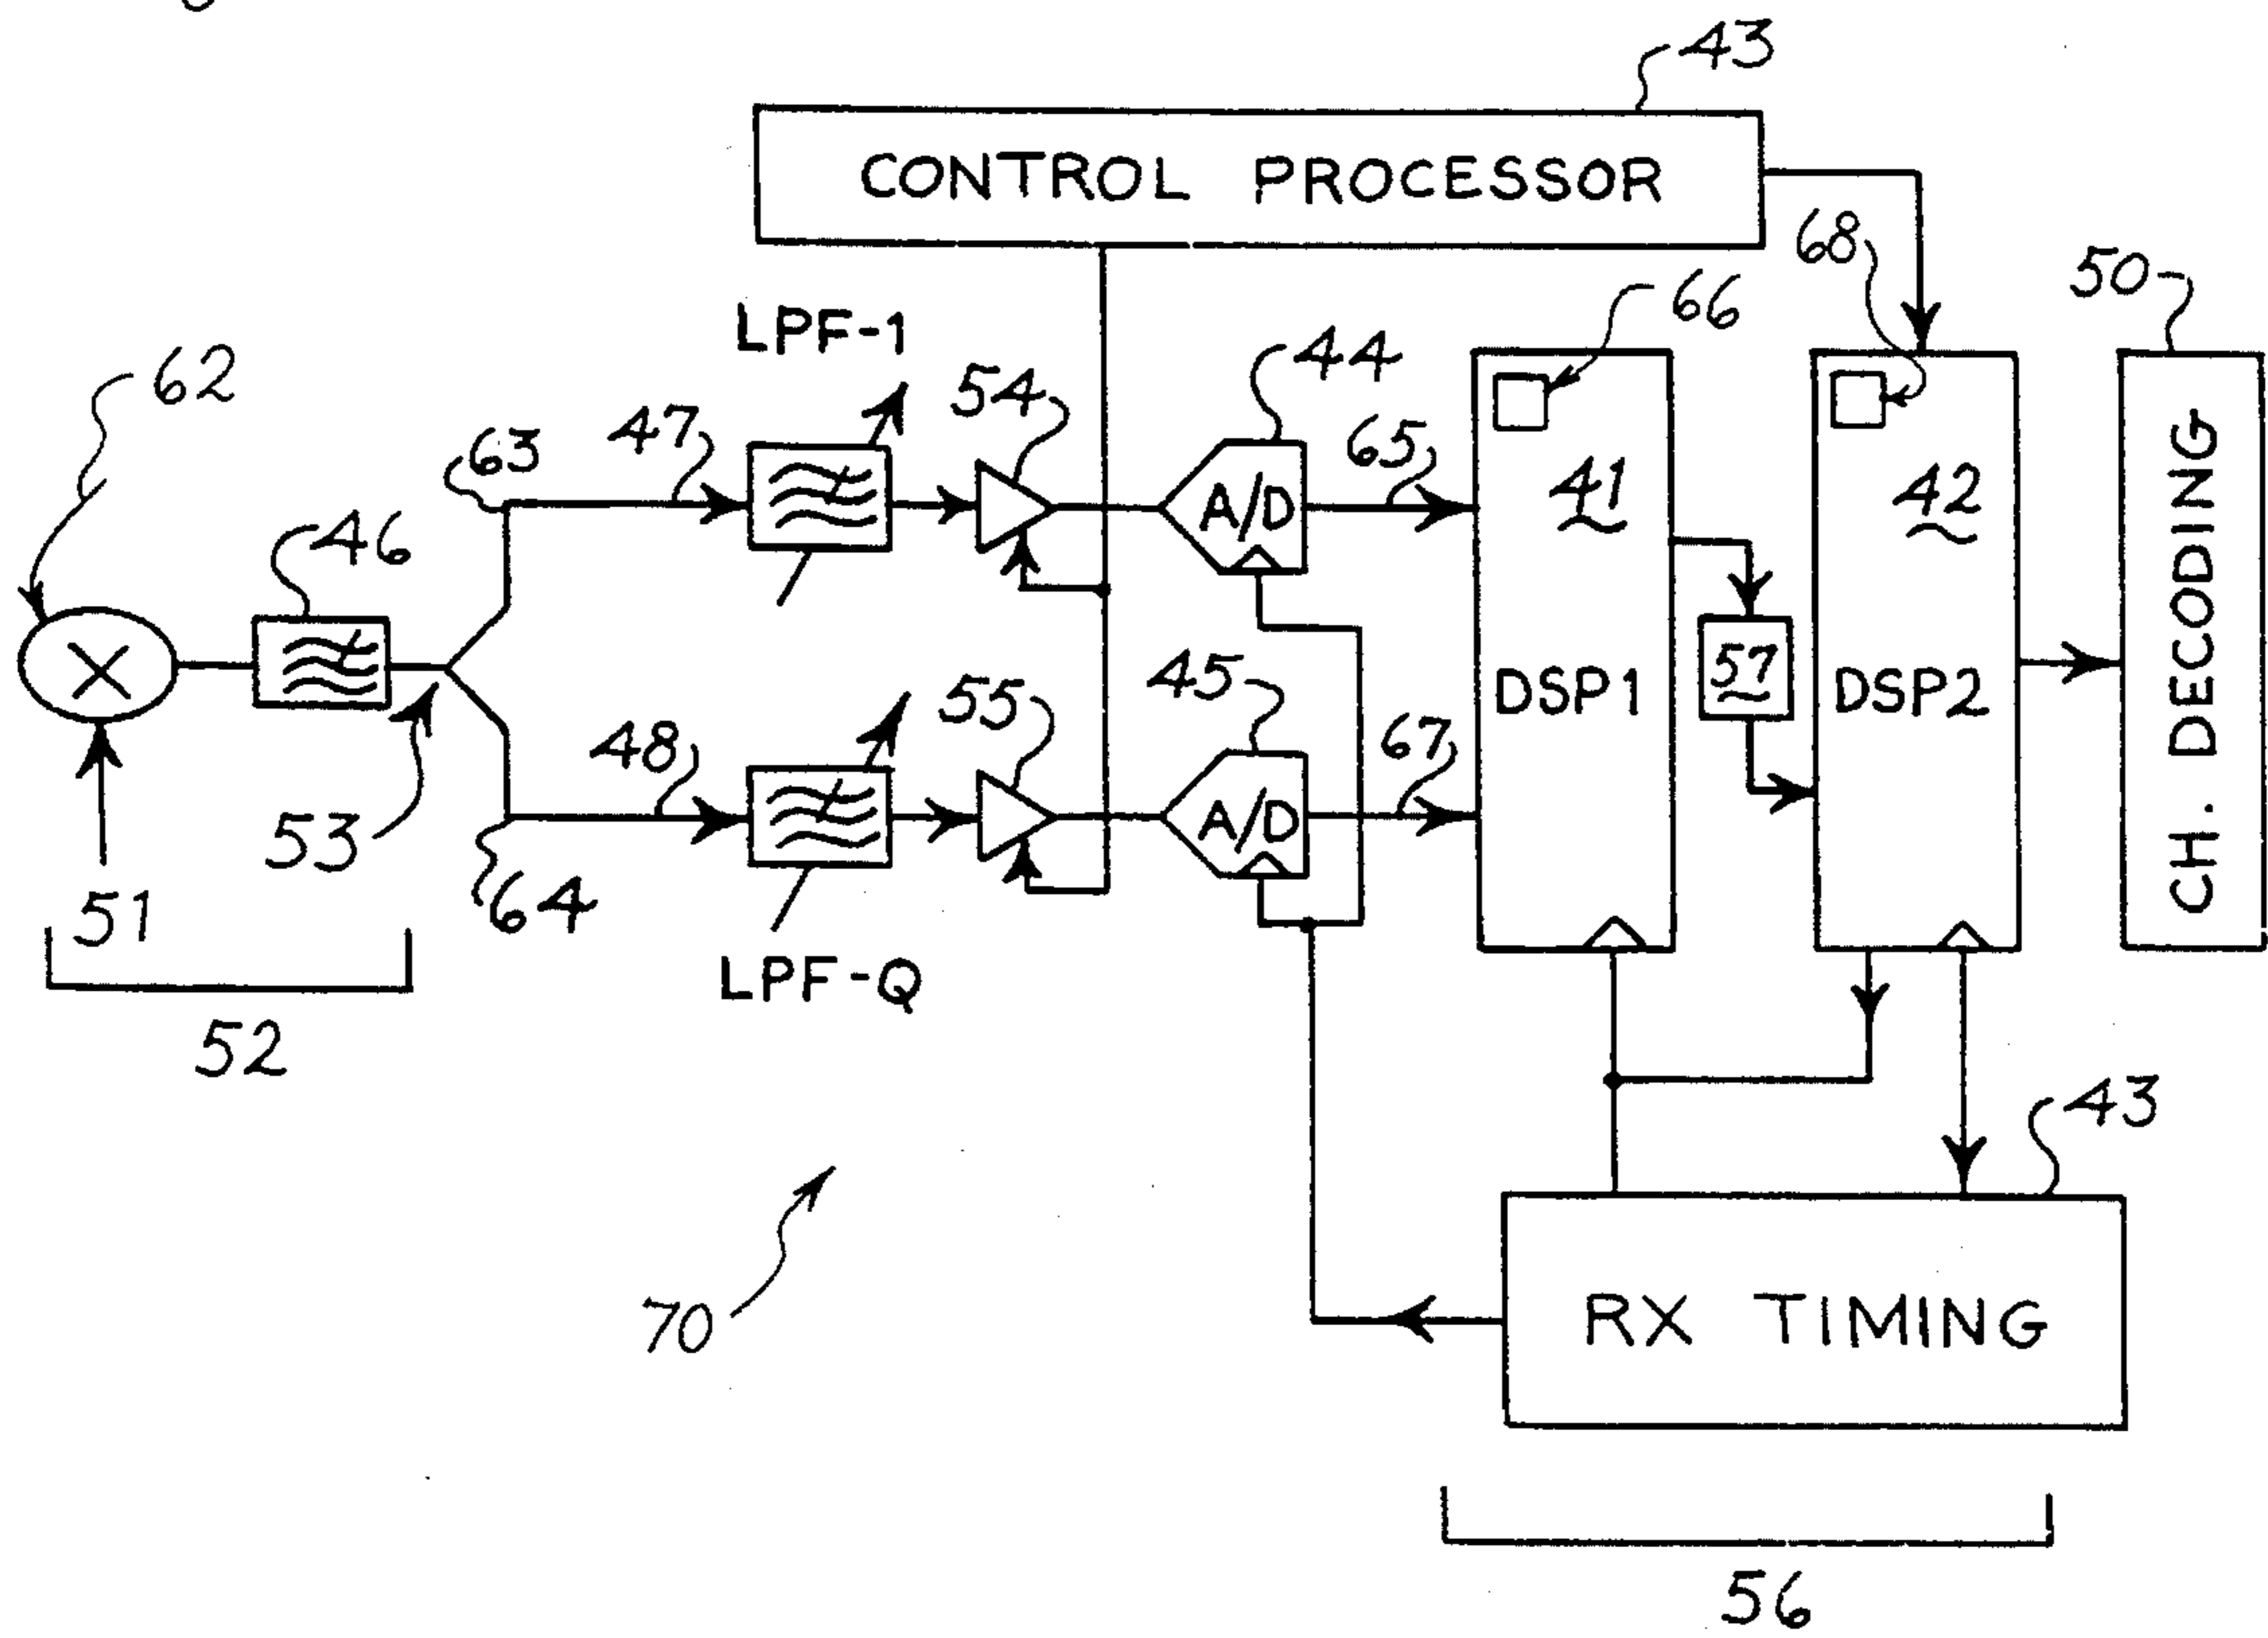 43
CONTROL PROCESSOR
68
50
66
LPF-1
44
62
54
47
63
65
41
42
46
A/D
CH. DECODING
57
45
55
DSP1
DSP2
48
67
53
A/D
51
64
LPF-Q
52
43
70
RX TIMING
56